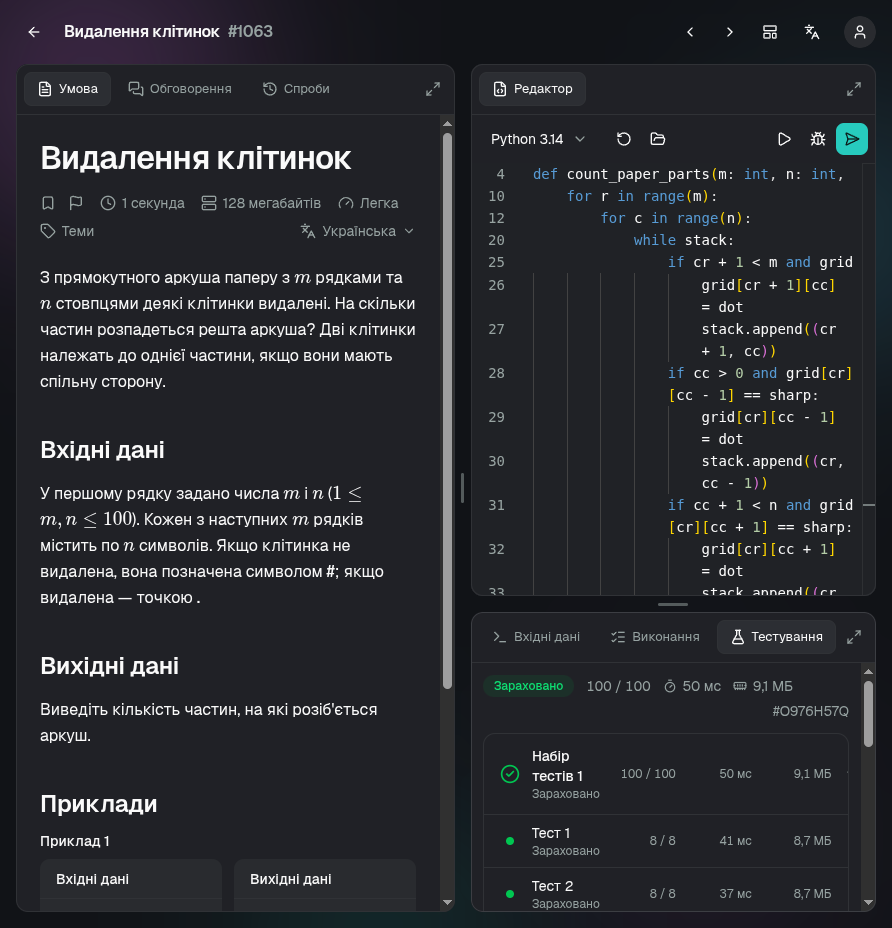 Видалення клітинок #1063
Умова
Обговорення
Спроби
Видалення клітинок
1 секунда
128 мегабайтів
Легка
Теми
Українська
З прямокутного аркуша паперу з m рядками та
n стовпцями деякі клітинки видалені. На скільки
частин розпадеться решта аркуша? Дві клітинки
належать до однієї частини, якщо вони мають
спільну сторону.
Вхідні дані
У першому рядку задано числа m і n (1 ≤
m, n ≤ 100). Кожен з наступних m рядків
містить по n символів. Якщо клітинка не
видалена, вона позначена символом #; якщо
видалена — точкою .
Вихідні дані
Виведіть кількість частин, на які розіб'ється
аркуш.
Приклади
Приклад 1
Вхідні дані
Вихідні дані
Редактор
Python 3.14
4 def count_paper_parts(m: int, n: int,
10 for r in range(m):
12 for c in range(n):
20 while stack:
25 if cr + 1 < m and grid
26 grid[cr + 1][cc]
= dot
27 stack.append((cr
+ 1, cc))
28 if cc > 0 and grid[cr]
[cc - 1] == sharp:
29 grid[cr][cc - 1]
= dot
30 stack.append((cr,
cc - 1))
31 if cc + 1 < n and grid
[cr][cc + 1] == sharp:
32 grid[cr][cc + 1]
= dot
33 stack.append((cr,
Вхідні дані
Виконання
Тестування
Зараховано 100 / 100 50 мс 9,1 МБ
#O976H57Q
Набір
тестів 1 100 / 100 50 мс 9,1 МБ
Зараховано
Тест 1 8 / 8 41 мс 8,7 МБ
Зараховано
Тест 2 8 / 8 37 мс 8,7 МБ
Зараховано